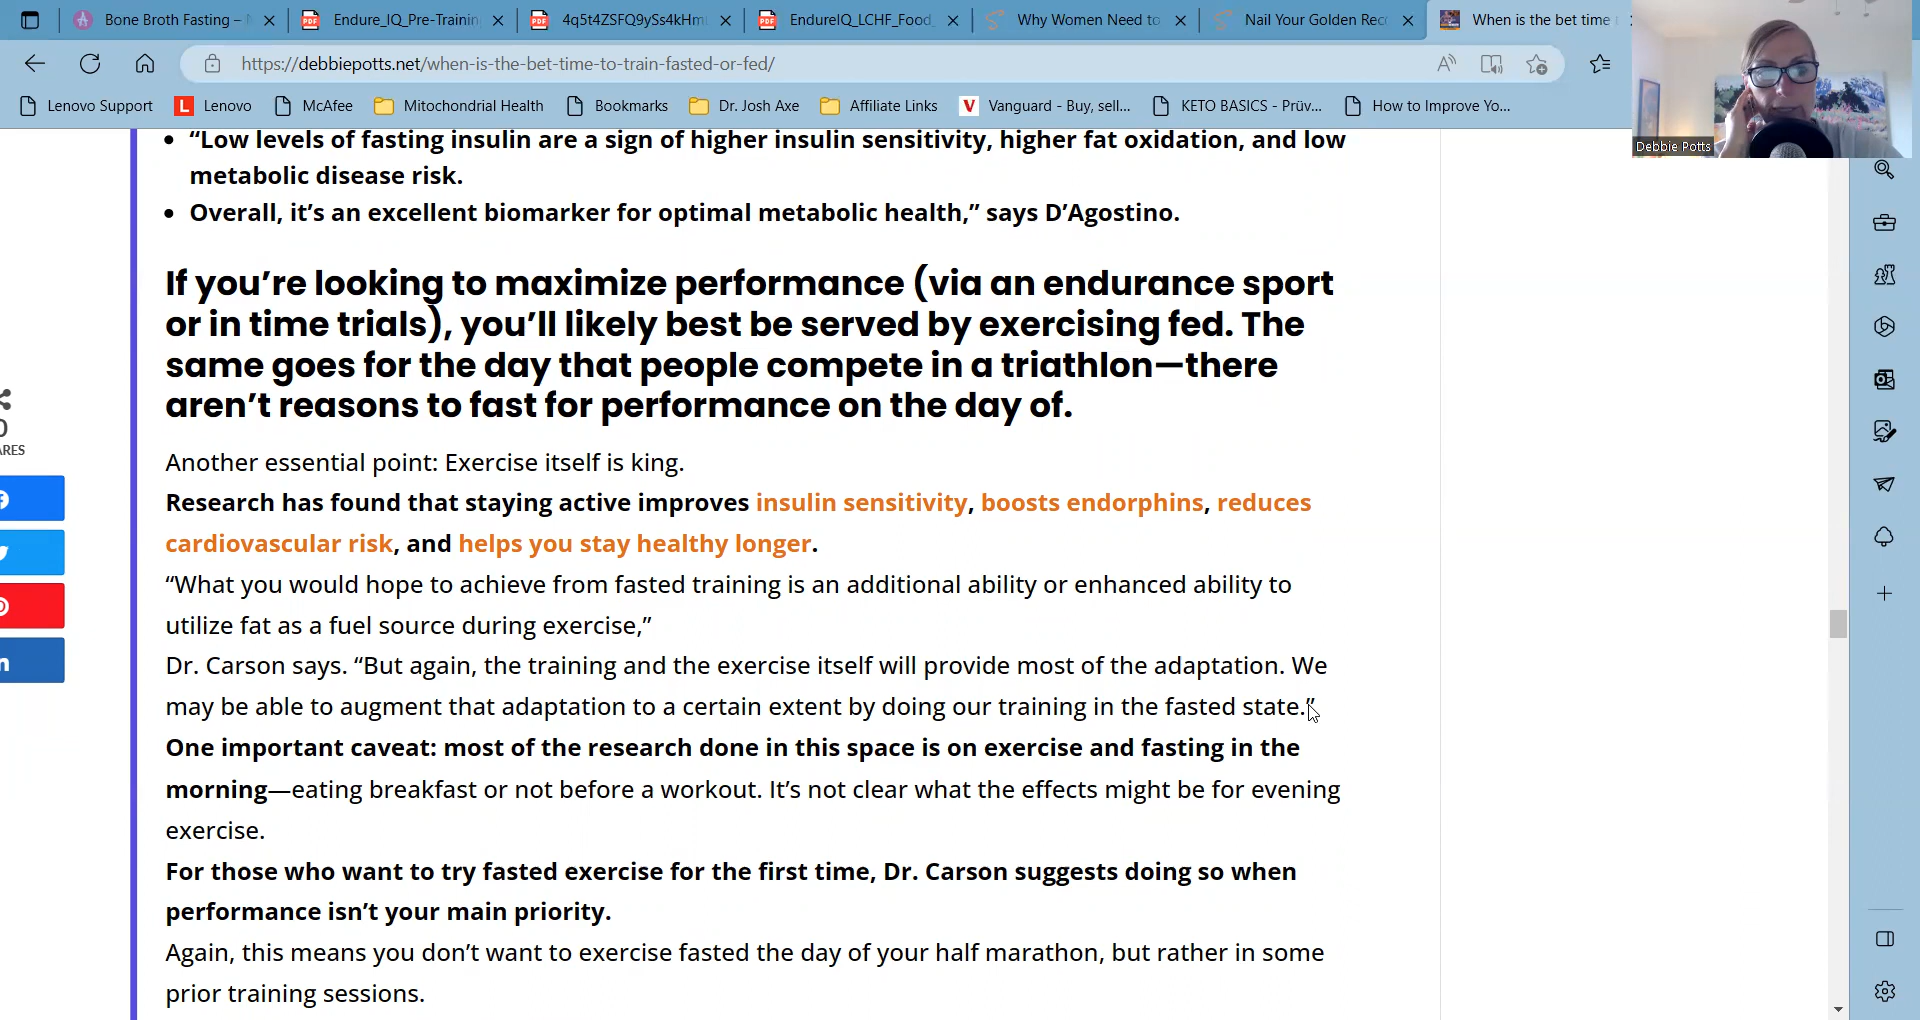 Bone Broth Fasting – N
Endure_IQ_Pre-Training
4q5t4ZSFQ9ySs4kHm
EndureIQ_LCHF_Food_
Why Women Need to
Nail Your Golden Rec
When is the bet time
https://debbiepotts.net/when-is-the-bet-time-to-train-fasted-or-fed/
Lenovo Support
L Lenovo
McAfee
Mitochondrial Health
Bookmarks
Dr. Josh Axe
Affiliate Links
V Vanguard - Buy, sell...
KETO BASICS - Prüv...
How to Improve Yo...
Debbie Potts
• “Low levels of fasting insulin are a sign of higher insulin sensitivity, higher fat oxidation, and low
metabolic disease risk.
• Overall, it’s an excellent biomarker for optimal metabolic health,” says D’Agostino.
If you’re looking to maximize performance (via an endurance sport
or in time trials), you’ll likely best be served by exercising fed. The
same goes for the day that people compete in a triathlon—there
aren’t reasons to fast for performance on the day of.
0
ARES
Another essential point: Exercise itself is king.
Research has found that staying active improves insulin sensitivity, boosts endorphins, reduces
cardiovascular risk, and helps you stay healthy longer.
“What you would hope to achieve from fasted training is an additional ability or enhanced ability to
utilize fat as a fuel source during exercise,”
Dr. Carson says. “But again, the training and the exercise itself will provide most of the adaptation. We
may be able to augment that adaptation to a certain extent by doing our training in the fasted state.”
One important caveat: most of the research done in this space is on exercise and fasting in the
morning—eating breakfast or not before a workout. It’s not clear what the effects might be for evening
exercise.
For those who want to try fasted exercise for the first time, Dr. Carson suggests doing so when
performance isn’t your main priority.
Again, this means you don’t want to exercise fasted the day of your half marathon, but rather in some
prior training sessions.